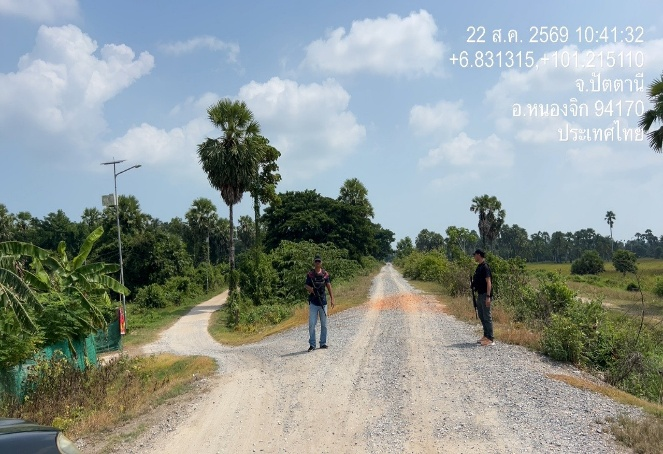 22 ส.ค. 2569 10:41:32
+6.831315,+101.215110
จ.ปัตตานี
อ.หนองจิก 94170
ประเทศไทย